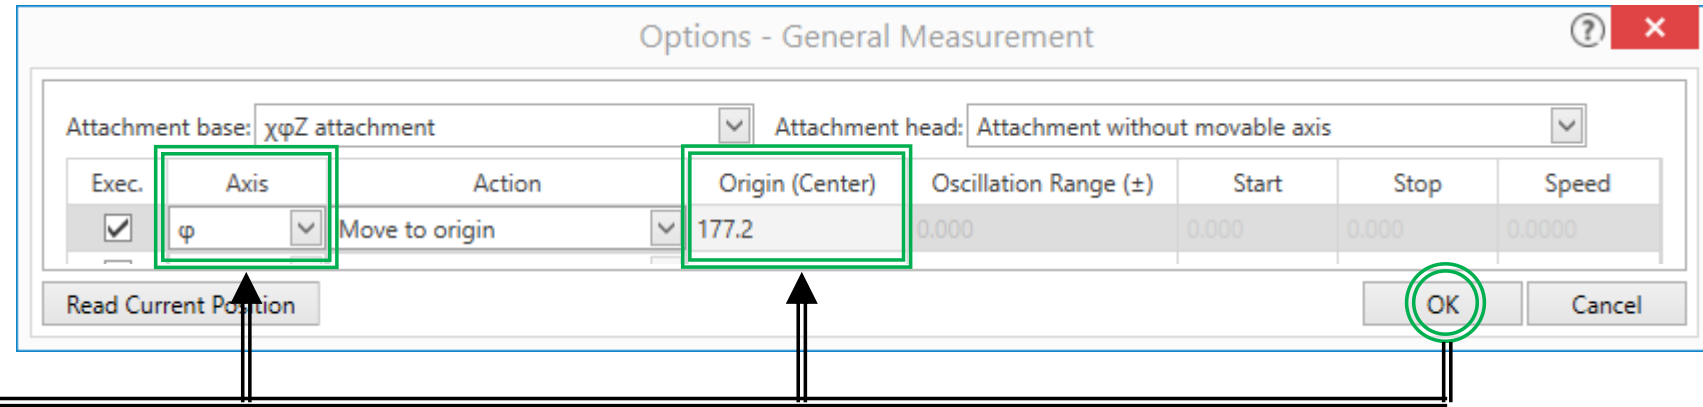 Options - General Measurement
Attachment base: χφZ attachment Attachment head: Attachment without movable axis
Exec. Axis Action Origin (Center) Oscillation Range (±) Start Stop Speed
φ Move to origin 177.2 0.000 0.000 0.000 0.0000
Read Current Position OK Cancel